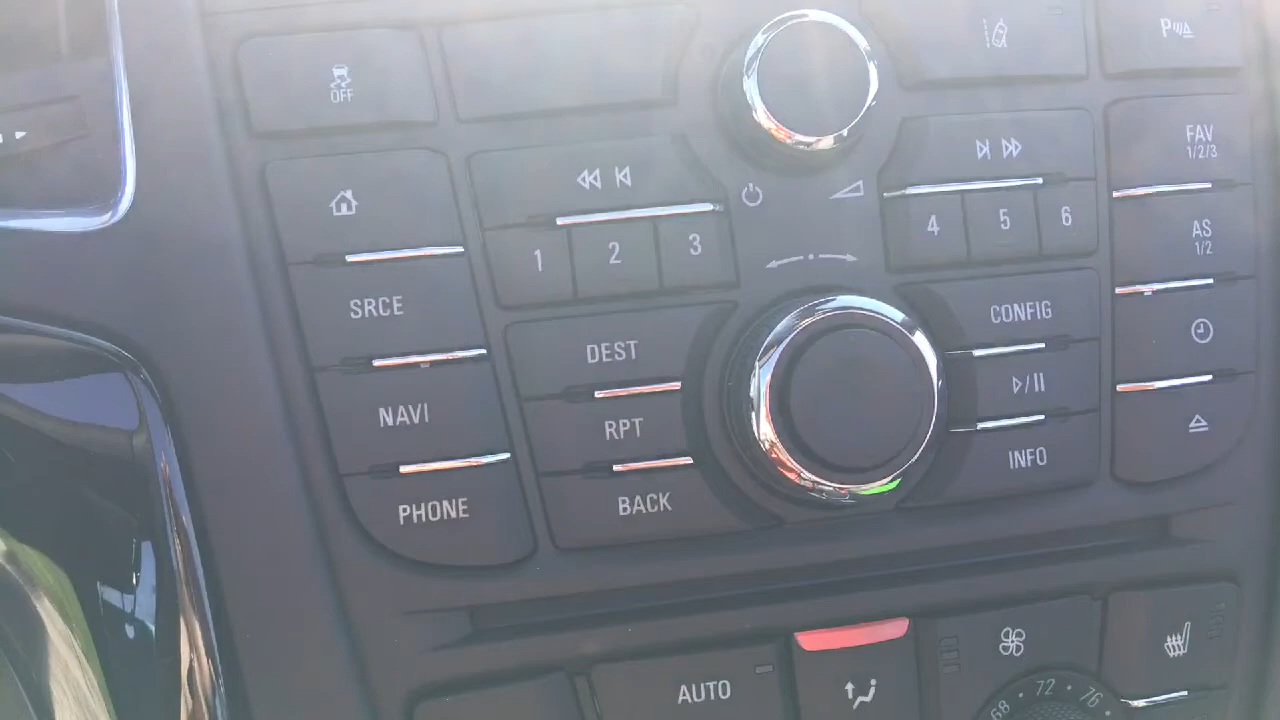 OFF
P
FAV
1/2/3
1
2
3
4
5
6
AS
1/2
SRCE
DEST
CONFIG
NAVI
RPT
INFO
PHONE
BACK
AUTO
68 · 72 · 76